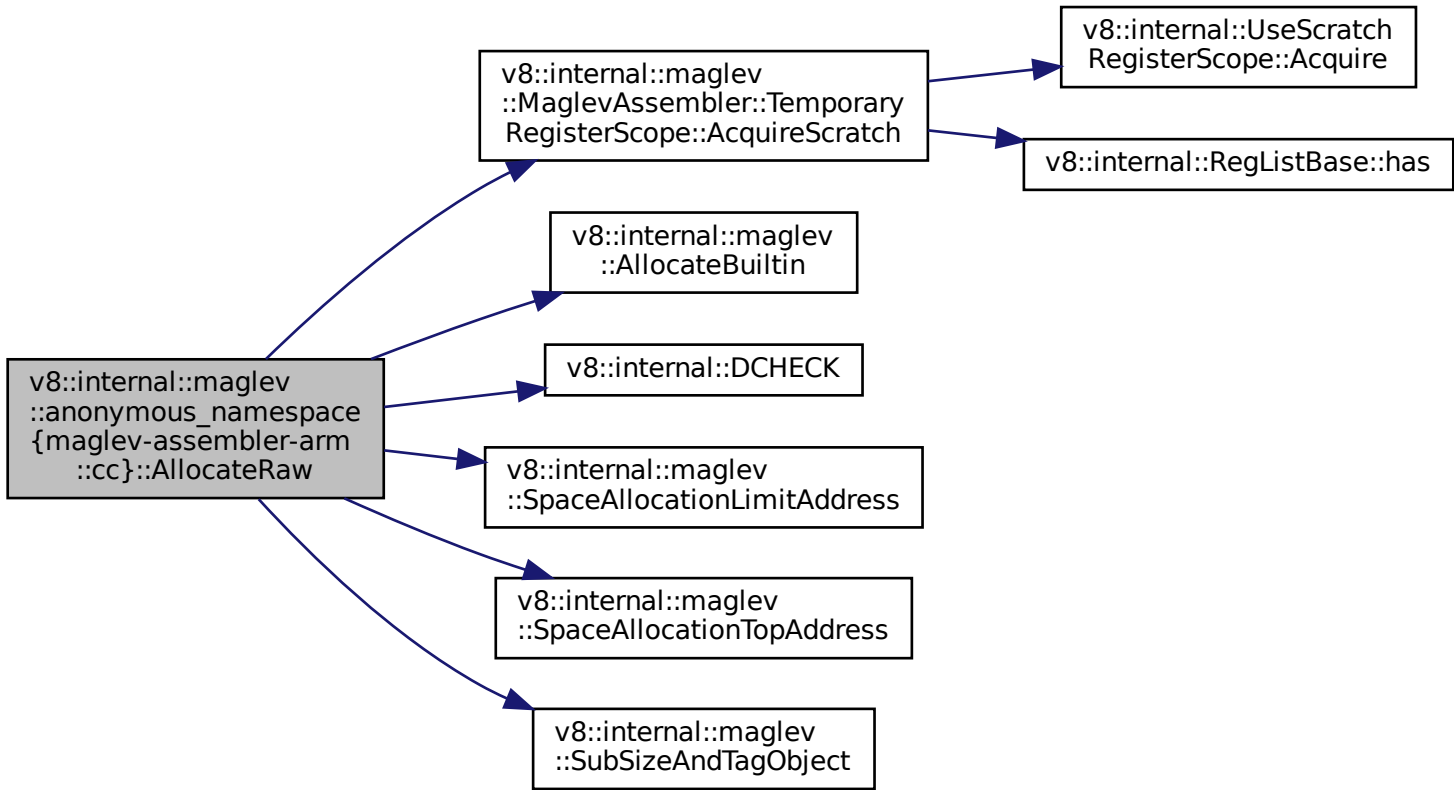 v8::internal::UseScratch
RegisterScope::Acquire
v8::internal::maglev
::MaglevAssembler::Temporary
RegisterScope::AcquireScratch
v8::internal::RegListBase::has
v8::internal::maglev
::AllocateBuiltin
v8::internal::DCHECK
v8::internal::maglev
::anonymous_namespace
{maglev-assembler-arm
::cc}::AllocateRaw
v8::internal::maglev
::SpaceAllocationLimitAddress
v8::internal::maglev
::SpaceAllocationTopAddress
v8::internal::maglev
::SubSizeAndTagObject